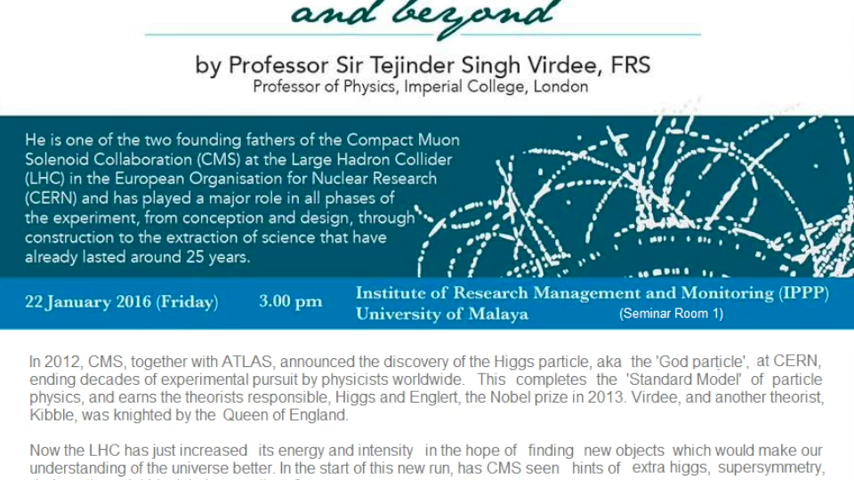 and beyond
by Professor Sir Tejinder Singh Virdee, FRS
Professor of Physics, Imperial College, London
He is one of the two founding fathers of the Compact Muon
Solenoid Collaboration (CMS) at the Large Hadron Collider
(LHC) in the European Organisation for Nuclear Research
(CERN) and has played a major role in all phases of
the experiment, from conception and design, through
construction to the extraction of science that have
already lasted around 25 years.
22 January 2016 (Friday) 3.00 pm Institute of Research Management and Monitoring (IPPP)
University of Malaya (Seminar Room 1)
In 2012, CMS, together with ATLAS, announced the discovery of the Higgs particle, aka the 'God particle', at CERN,
ending decades of experimental pursuit by physicists worldwide. This completes the 'Standard Model' of particle
physics, and earns the theorists responsible, Higgs and Englert, the Nobel prize in 2013. Virdee, and another theorist,
Kibble, was knighted by the Queen of England.
Now the LHC has just increased its energy and intensity in the hope of finding new objects which would make our
understanding of the universe better. In the start of this new run, has CMS seen hints of extra higgs, supersymmetry,